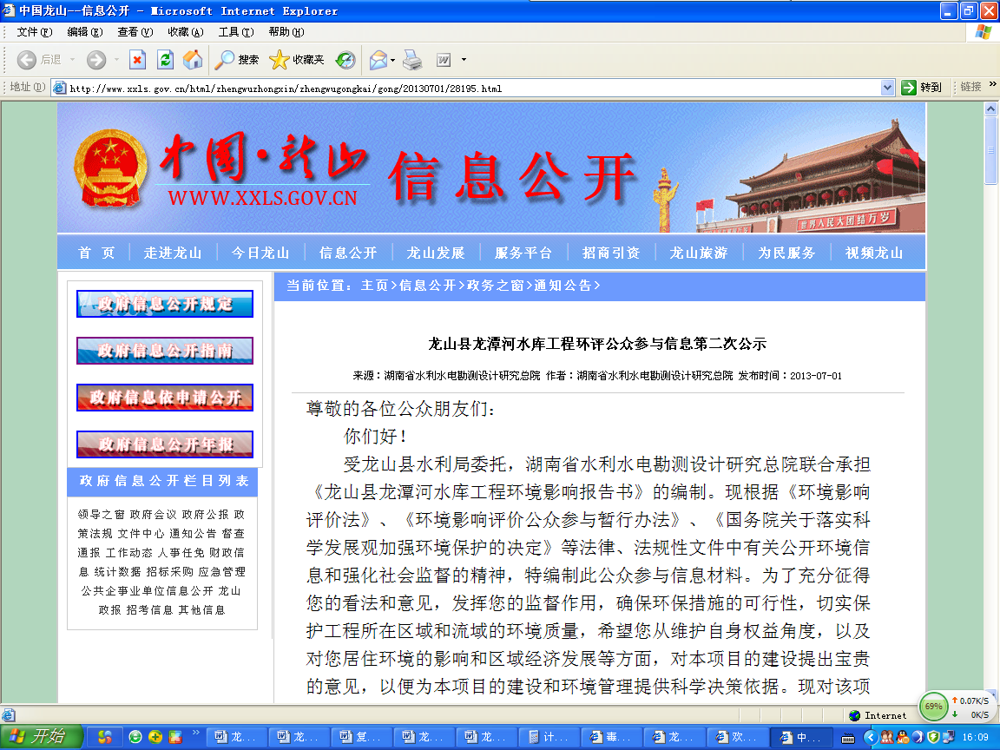 中国龙山--信息公开 - Microsoft Internet Explorer
文件(F) 编辑(E) 查看(V) 收藏(A) 工具(T) 帮助(H)
后退 搜索 收藏夹
地址(D) http://www.xxls.gov.cn/html/zhengwuzhongxin/zhengwugongkai/gong/20130701/28195.html 转到 链接 »
中国·龙山 信息公开
WWW.XXLS.GOV.CN
世界人民大团结万岁
首 页 走进龙山 今日龙山 信息公开 龙山发展 服务平台 招商引资 龙山旅游 为民服务 视频龙山
当前位置：主页>信息公开>政务之窗>通知公告>
政府信息公开规定
政府信息公开指南
政府信息依申请公开
政府信息公开年报
政府信息公开栏目列表
领导之窗 政府会议 政府公报 政
策法规 文件中心 通知公告 督查
通报 工作动态 人事任免 财政信
息 统计数据 招标采购 应急管理
公共企事业单位信息公开 龙山
政报 招考信息 其他信息
龙山县龙潭河水库工程环评公众参与信息第二次公示
来源：湖南省水利水电勘测设计研究总院 作者：湖南省水利水电勘测设计研究总院 发布时间：2013-07-01
尊敬的各位公众朋友们：
你们好！
受龙山县水利局委托，湖南省水利水电勘测设计研究总院联合承担
《龙山县龙潭河水库工程环境影响报告书》的编制。现根据《环境影响
评价法》、《环境影响评价公众参与暂行办法》、《国务院关于落实科
学发展观加强环境保护的决定》等法律、法规性文件中有关公开环境信
息和强化社会监督的精神，特编制此公众参与信息材料。为了充分征得
您的看法和意见，发挥您的监督作用，确保环保措施的可行性，切实保
护工程所在区域和流域的环境质量，希望您从维护自身权益角度，以及
对您居住环境的影响和区域经济发展等方面，对本项目的建设提出宝贵
的意见，以便为本项目的建设和环境管理提供科学决策依据。现对该项
Internet
69% 0.07K/S
0K/S
开始 » 龙... 龙... 复... 龙... 龙... 计... 龙... 欢... 中... 16:09